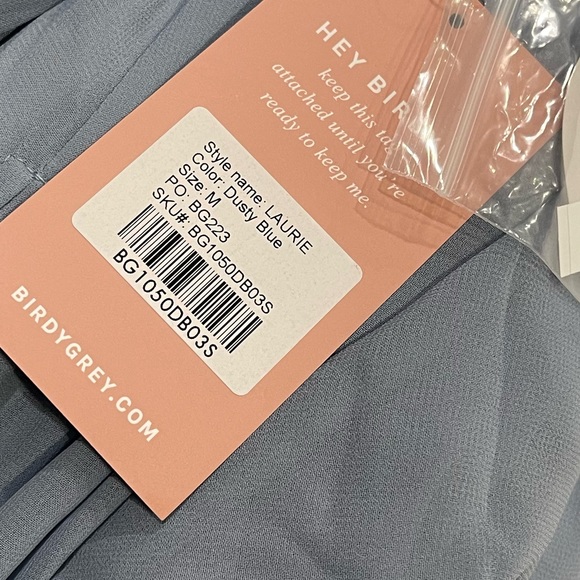 HEY BIR
keep this tag
attached until you're
ready to keep me.
Style name: LAURIE
Color: Dusty Blue
Size: M
PO: BG223
SKU#: BG1050DB03S
BG1050DB03S
BIRDYGREY.COM